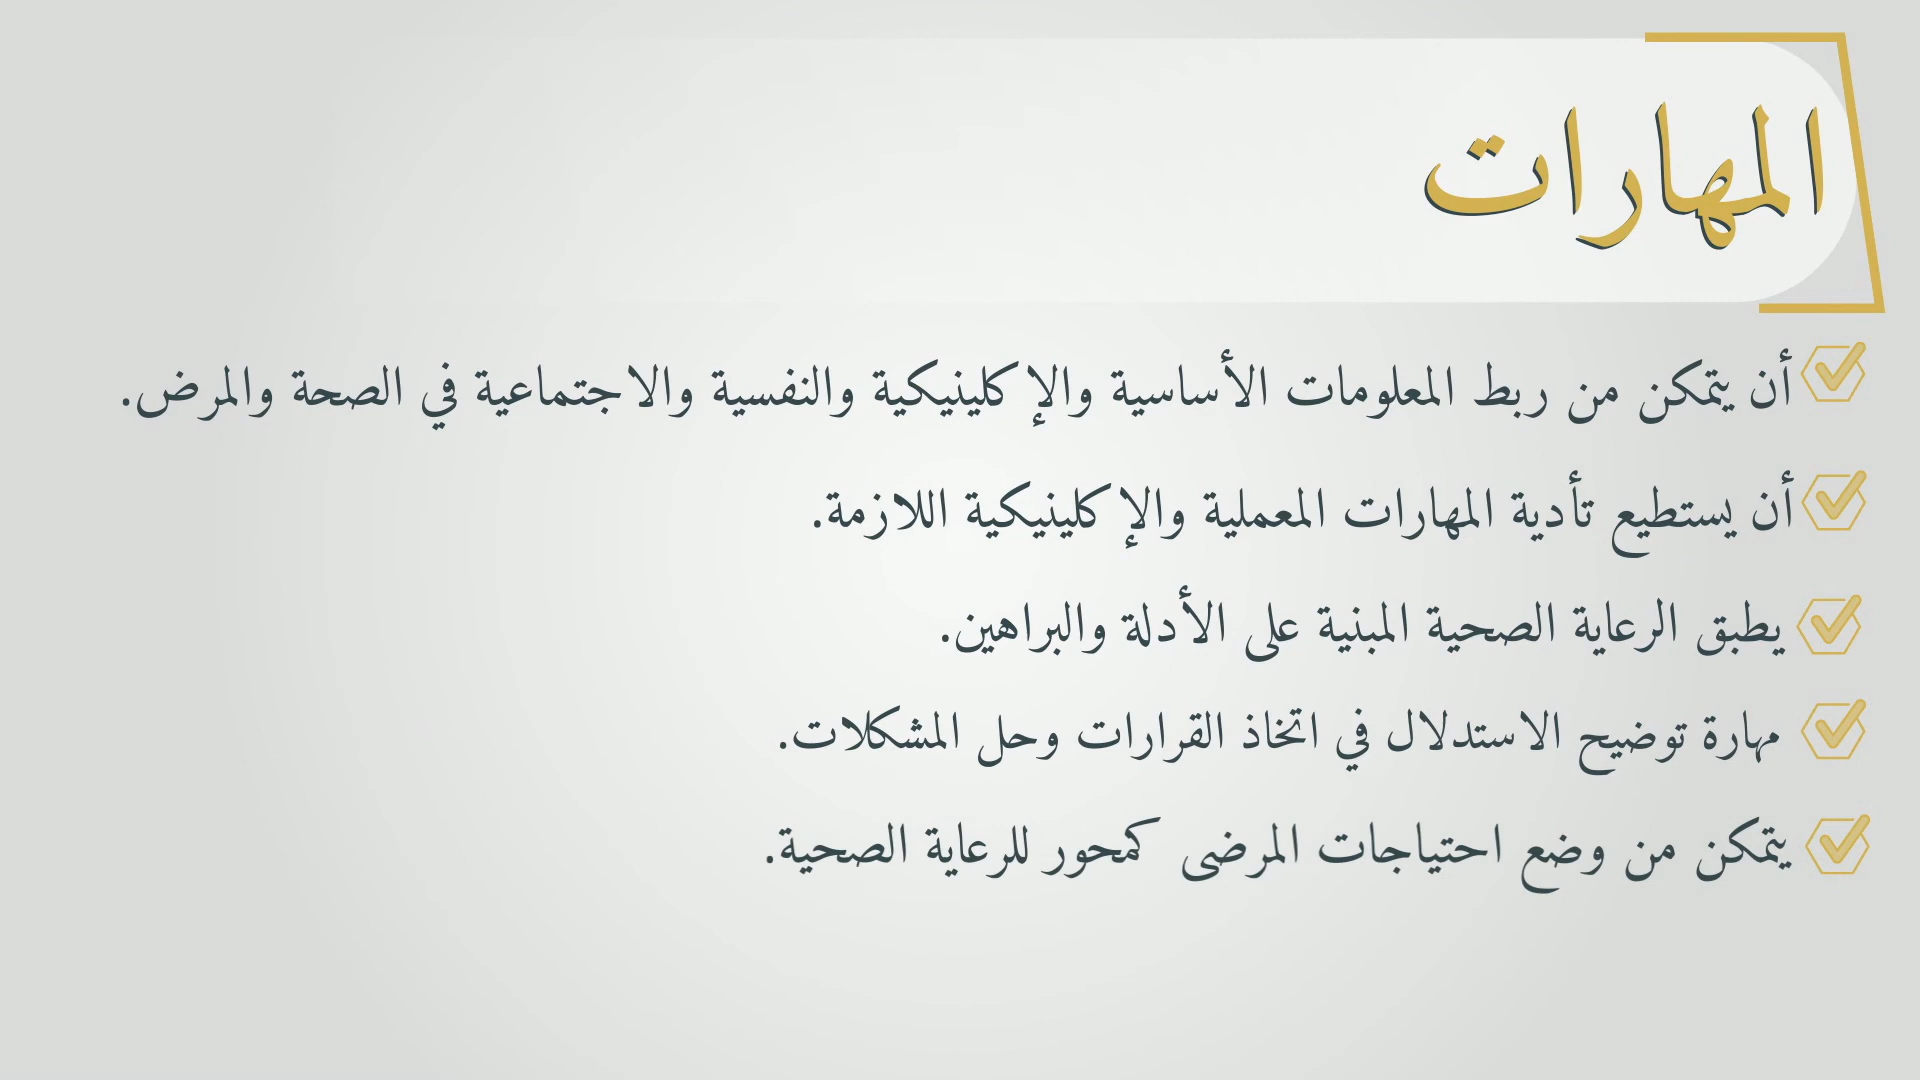 المهارات
أن يتمكن من ربط المعلومات الأساسية والإكلينيكية والنفسية والاجتماعية في الصحة والمرض.
أن يستطيع تأدية المهارات المعملية والإكلينيكية اللازمة.
يطبق الرعاية الصحية المبنية على الأدلة والبراهين.
مهارة توضيح الاستدلال في اتخاذ القرارات وحل المشكلات.
يتمكن من وضع احتياجات المرضى كمحور للرعاية الصحية.